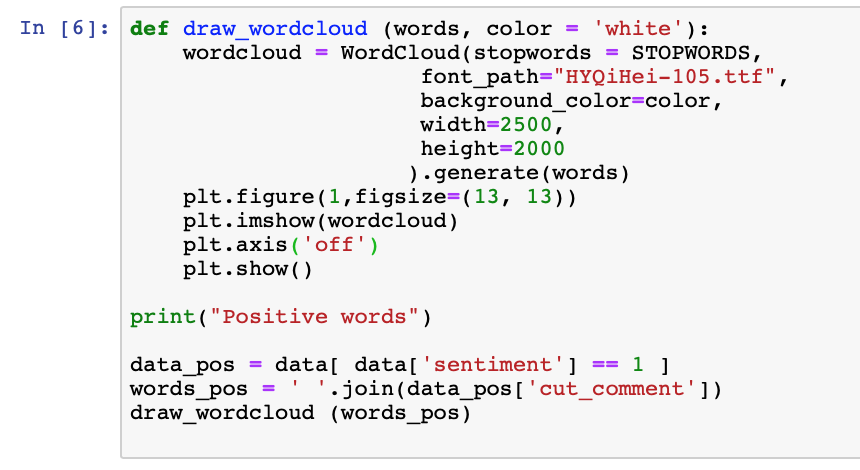 In [6]: def draw_wordcloud (words, color = 'white'):
    wordcloud = WordCloud(stopwords = STOPWORDS,
                          font_path="HYQiHei-105.ttf",
                          background_color=color,
                          width=2500,
                          height=2000
                         ).generate(words)
    plt.figure(1,figsize=(13, 13))
    plt.imshow(wordcloud)
    plt.axis('off')
    plt.show()

print("Positive words")

data_pos = data[ data['sentiment'] == 1 ]
words_pos = ' '.join(data_pos['cut_comment'])
draw_wordcloud (words_pos)